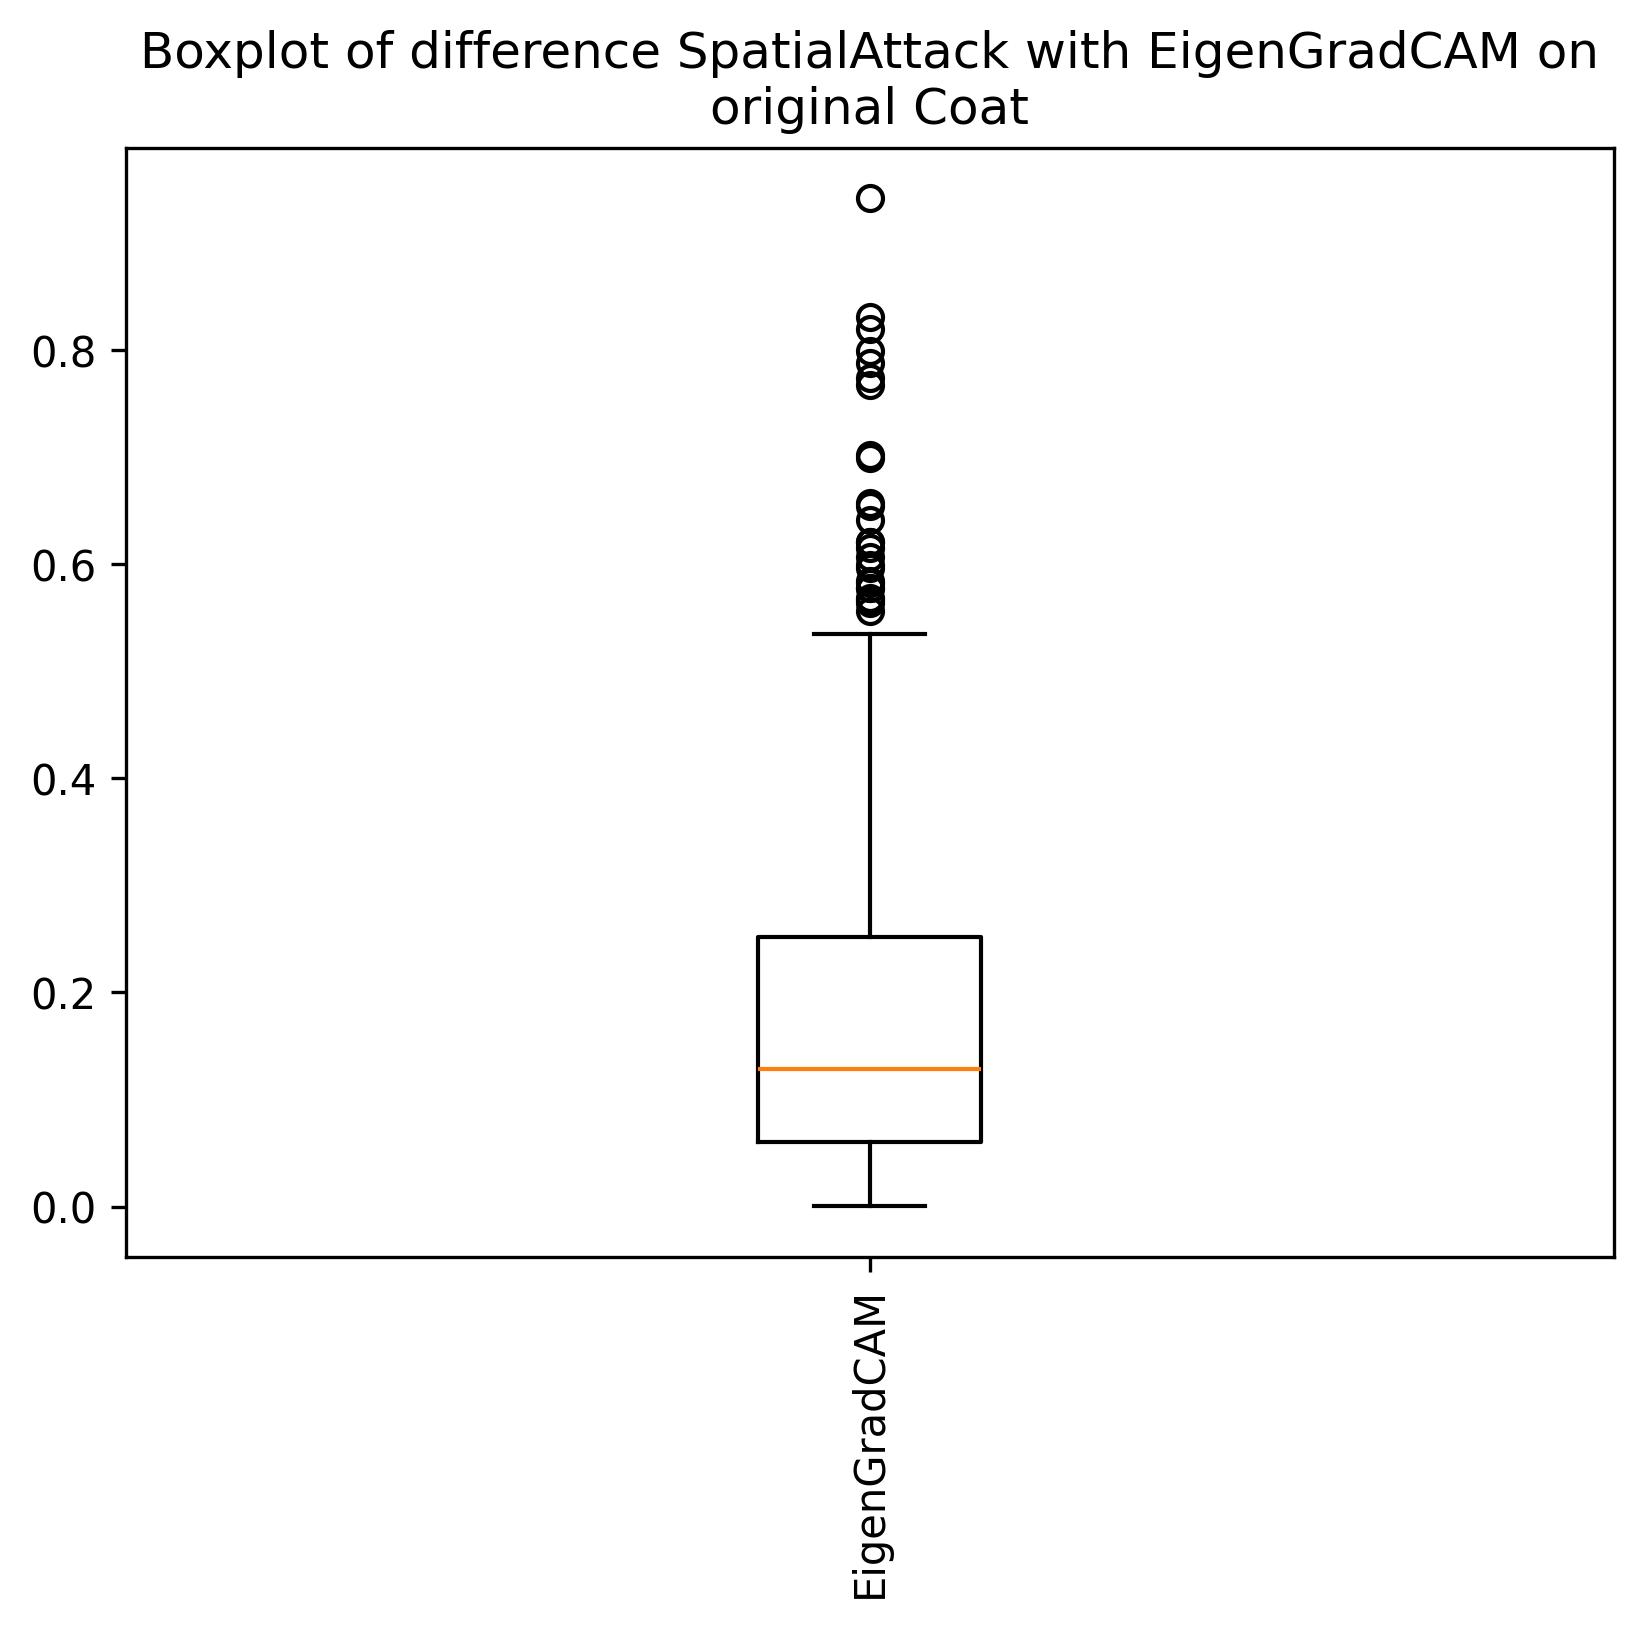 Boxplot of difference SpatialAttack with EigenGradCAM on
original Coat
0.8
0.6
0.4
0.2
0.0
EigenGradCAM